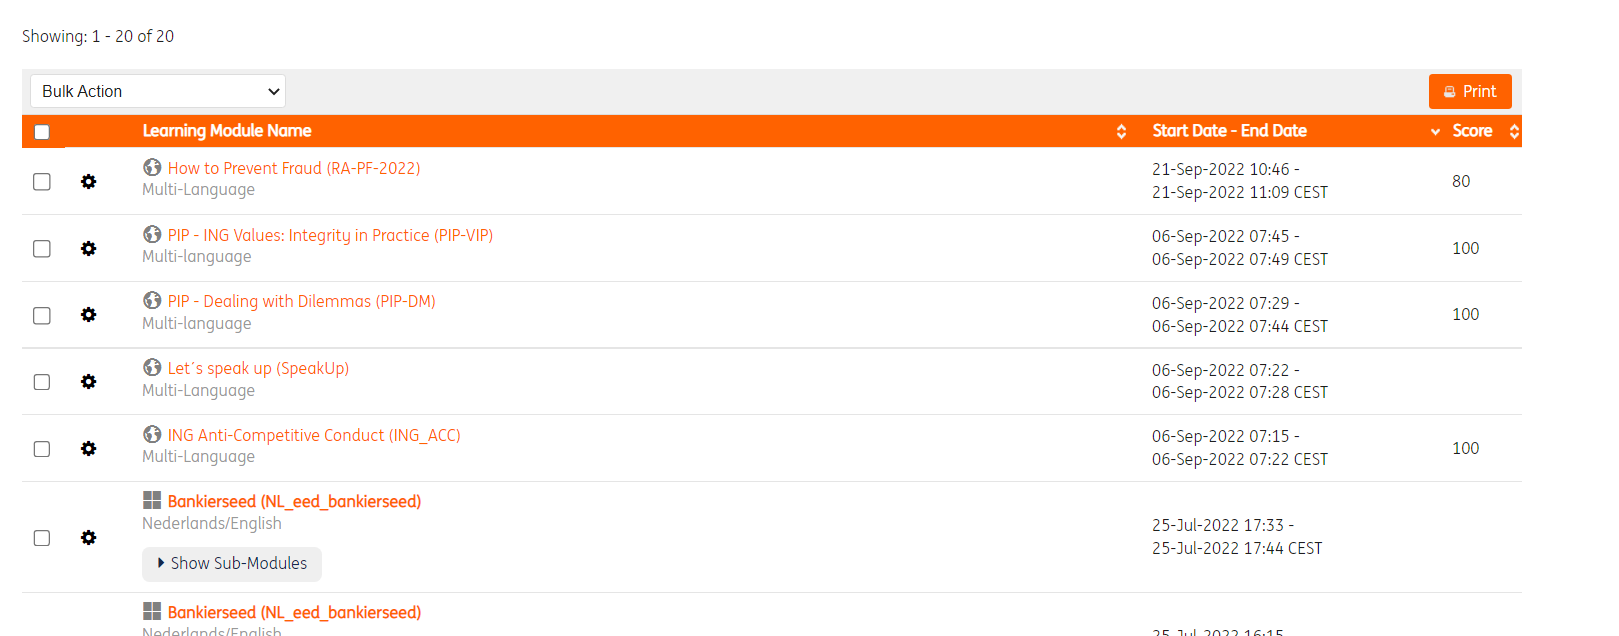 Showing: 1 - 20 of 20
Bulk Action
Print
Learning Module Name
Start Date - End Date
Score
How to Prevent Fraud (RA-PF-2022)
Multi-Language
21-Sep-2022 10:46 -
21-Sep-2022 11:09 CEST
80
PIP - ING Values: Integrity in Practice (PIP-VIP)
Multi-language
06-Sep-2022 07:45 -
06-Sep-2022 07:49 CEST
100
PIP - Dealing with Dilemmas (PIP-DM)
Multi-language
06-Sep-2022 07:29 -
06-Sep-2022 07:44 CEST
100
Let´s speak up (SpeakUp)
Multi-Language
06-Sep-2022 07:22 -
06-Sep-2022 07:28 CEST
ING Anti-Competitive Conduct (ING_ACC)
Multi-Language
06-Sep-2022 07:15 -
06-Sep-2022 07:22 CEST
100
Bankierseed (NL_eed_bankierseed)
Nederlands/English
Show Sub-Modules
25-Jul-2022 17:33 -
25-Jul-2022 17:44 CEST
Bankierseed (NL_eed_bankierseed)
Nederlands/English
25-Jul-2022 16:15